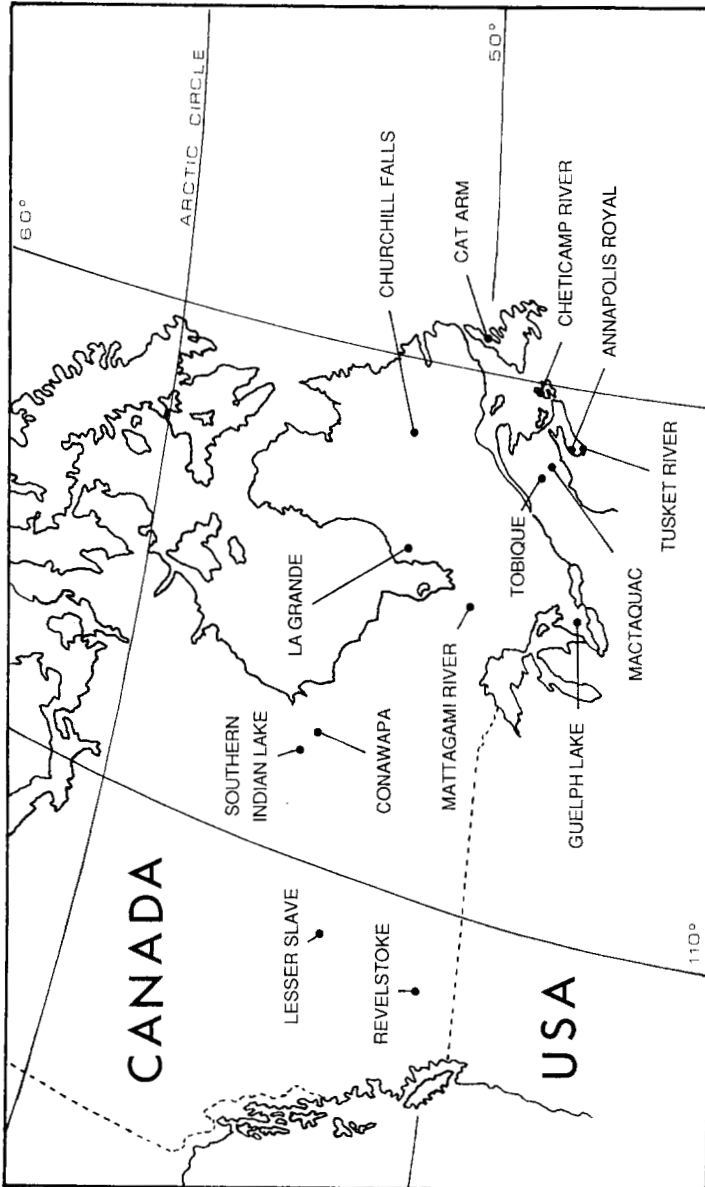 CANADA
USA
ARCTIC CIRCLE
60°
50°
110°
LESSER SLAVE
REVELSTOKE
SOUTHERN
INDIAN LAKE
CONAWAPA
LA GRANDE
MATTAGAMI RIVER
GUELPH LAKE
TOBIQUE
MACTAQUAC
TUSKET RIVER
CHURCHILL FALLS
CAT ARM
CHETICAMP RIVER
ANNAPOLIS ROYAL